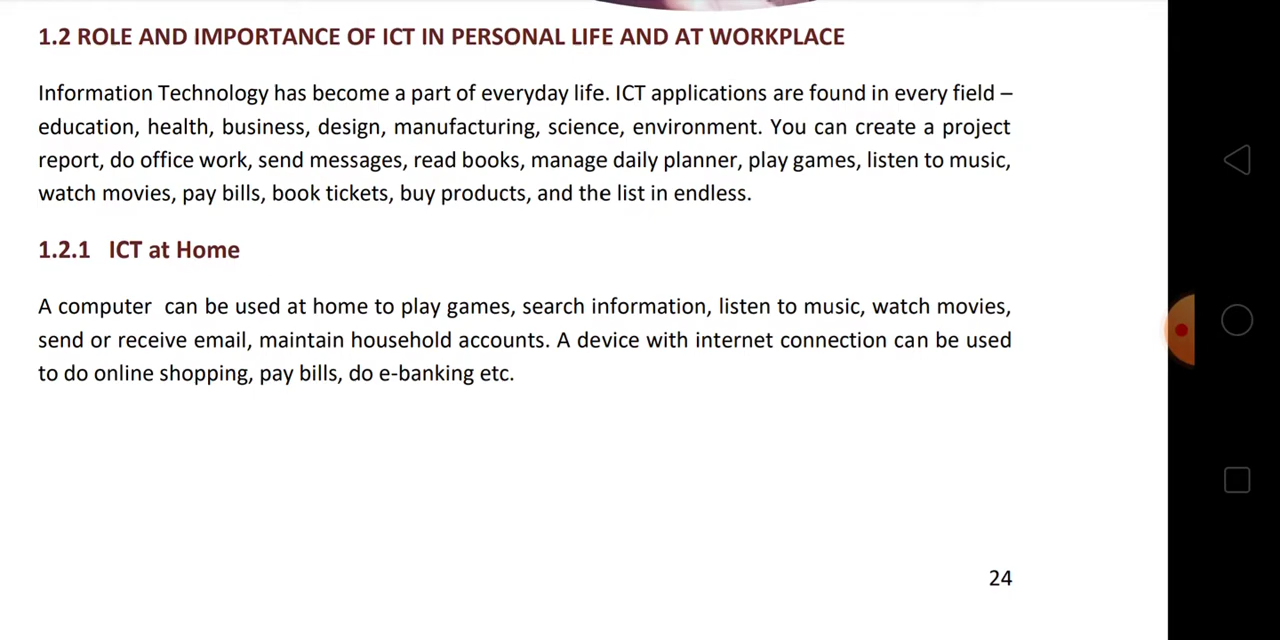 1.2 ROLE AND IMPORTANCE OF ICT IN PERSONAL LIFE AND AT WORKPLACE
Information Technology has become a part of everyday life. ICT applications are found in every field –
education, health, business, design, manufacturing, science, environment. You can create a project
report, do office work, send messages, read books, manage daily planner, play games, listen to music,
watch movies, pay bills, book tickets, buy products, and the list in endless.
1.2.1 ICT at Home
A computer can be used at home to play games, search information, listen to music, watch movies,
send or receive email, maintain household accounts. A device with internet connection can be used
to do online shopping, pay bills, do e-banking etc.
24